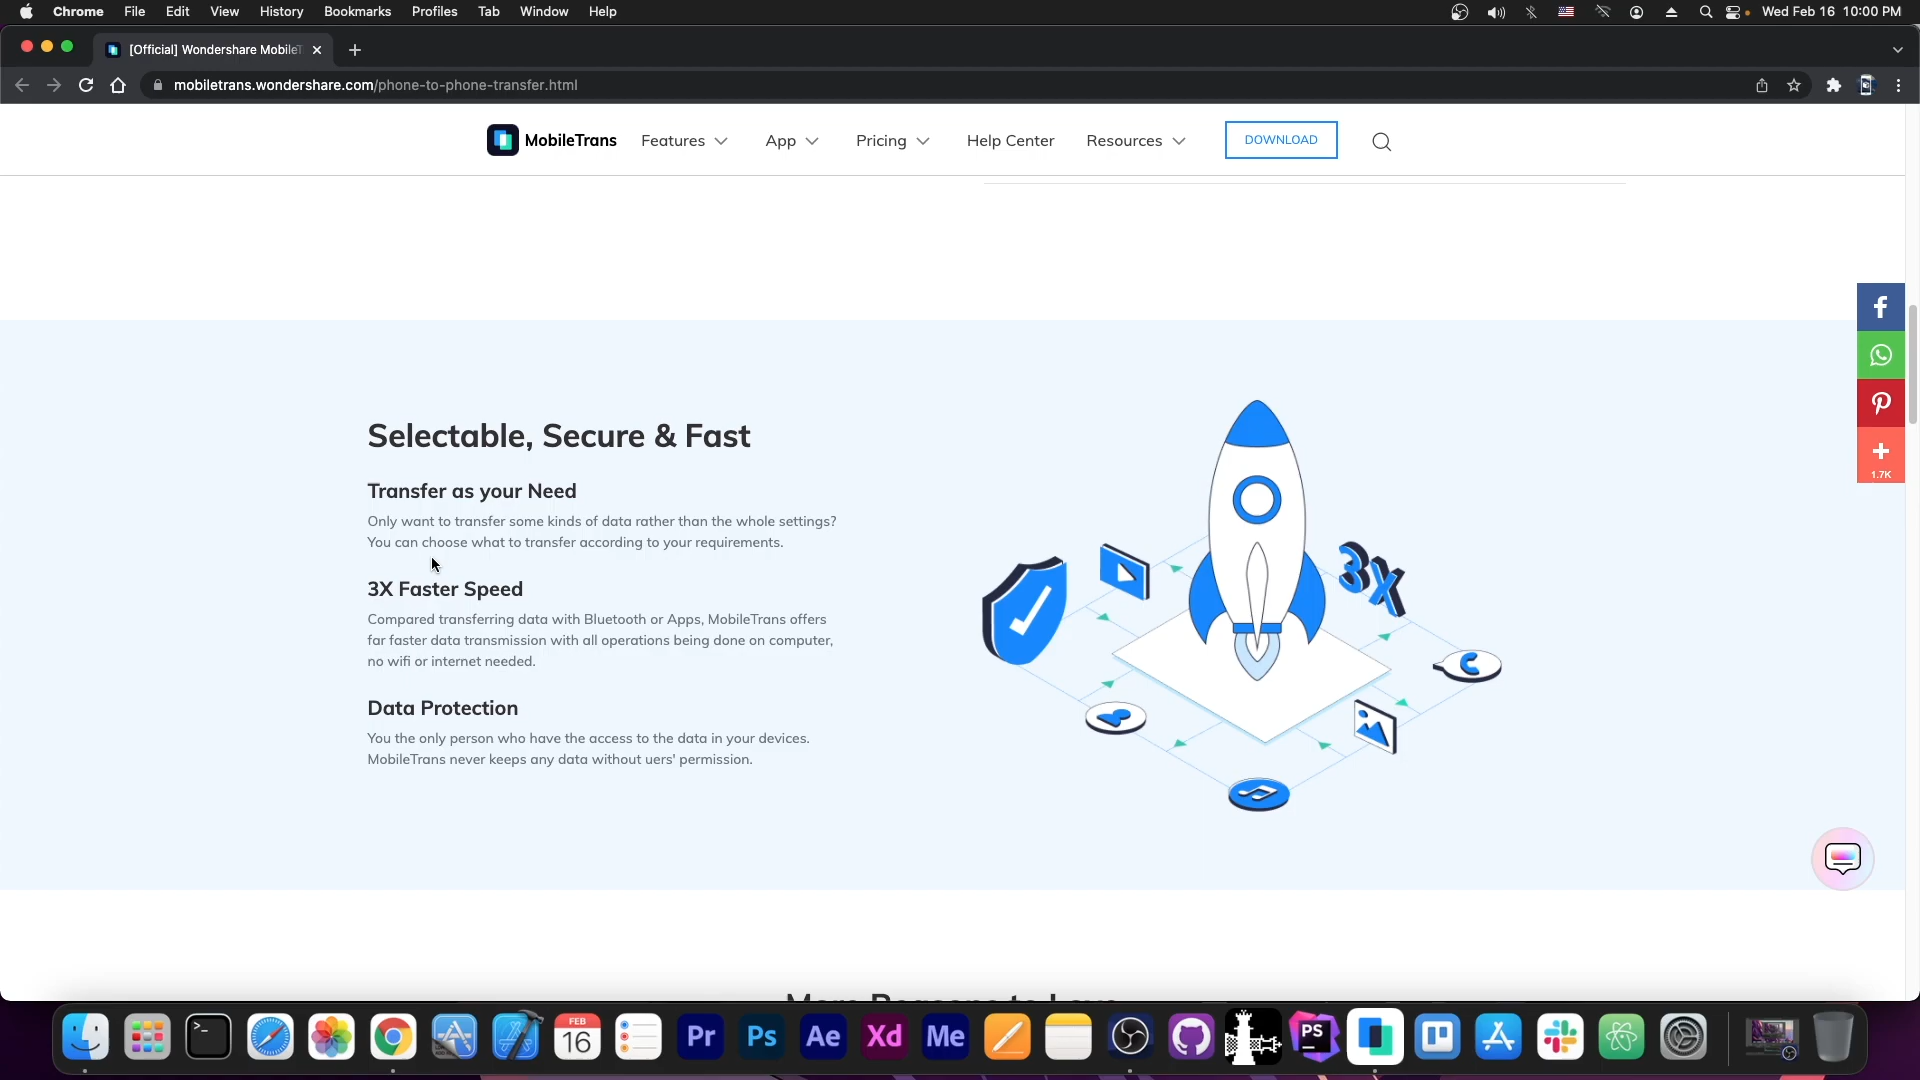 Chrome File Edit View History Bookmarks Profiles Tab Window Help Wed Feb 16 10:00 PM
[Official] Wondershare MobileT
mobiletrans.wondershare.com/phone-to-phone-transfer.html
MobileTrans Features App Pricing Help Center Resources DOWNLOAD
Selectable, Secure & Fast
Transfer as your Need
Only want to transfer some kinds of data rather than the whole settings?
You can choose what to transfer according to your requirements.
3X Faster Speed
Compared transferring data with Bluetooth or Apps, MobileTrans offers
far faster data transmission with all operations being done on computer,
no wifi or internet needed.
Data Protection
You the only person who have the access to the data in your devices.
MobileTrans never keeps any data without uers' permission.
3X
1.7K
More Reasons to Love
FEB
16
Pr Ps Ae Xd Me PS